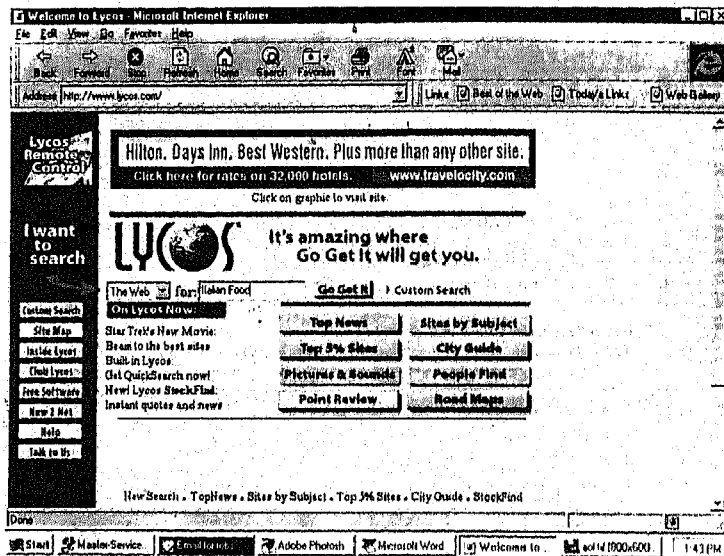 Welcome to Lycos - Microsoft Internet Explorer
File Edit View Go Favorites Help
Back Forward Stop Refresh Home Search Favorites Print Font Mail
Address http://www.lycos.com/ Links Best of the Web Today's Links Web Gallery
Lycos Remote Control
Hilton. Days Inn. Best Western. Plus more than any other site.
Click here for rates on 32,000 hotels. www.travelocity.com
Click on graphic to visit site.
I want to search
LYCOS
It's amazing where
Go Get It will get you.
The Web for: Italian Food Go Get It Custom Search
On Lycos Now:
Star Trek's New Movie:
Beam to the best sites
Built-in Lycos:
Get QuickSearch now!
New! Lycos StockFind:
Instant quotes and news
Top News Sites by Subject
Top 5% Sites City Guide
Pictures & Sounds People Find
Point Review Road Maps
Custom Search
Site Map
Inside Lycos
Club Lycos
Free Software
New 2 Net
Help
Talk to Us
New Search . TopNews . Sites by Subject . Top 5% Sites . City Guide . StockFind
Done
Start Master-Service... Adobe Photosh Microsoft Word Welcome to ... 1:43 PM